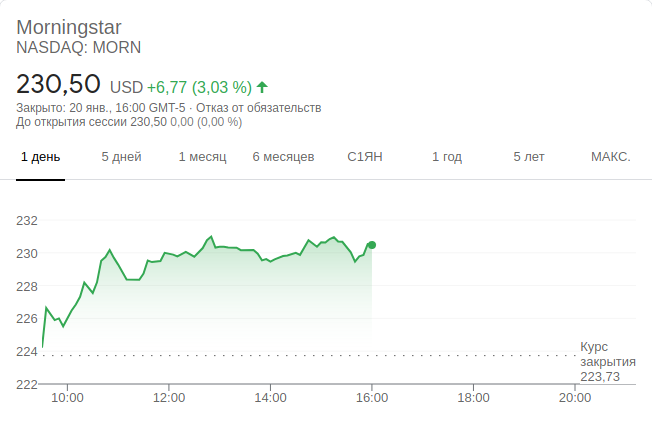 Morningstar
NASDAQ: MORN
230,50 USD +6,77 (3,03 %)
Закрыто: 20 янв., 16:00 GMT-5 · Отказ от обязательств
До открытия сессии 230,50 0,00 (0,00 %)
1 день 5 дней 1 месяц 6 месяцев С1ЯН 1 год 5 лет МАКС.
232
230
228
226
224
222
Курс
закрытия
223,73
10:00 12:00 14:00 16:00 18:00 20:00